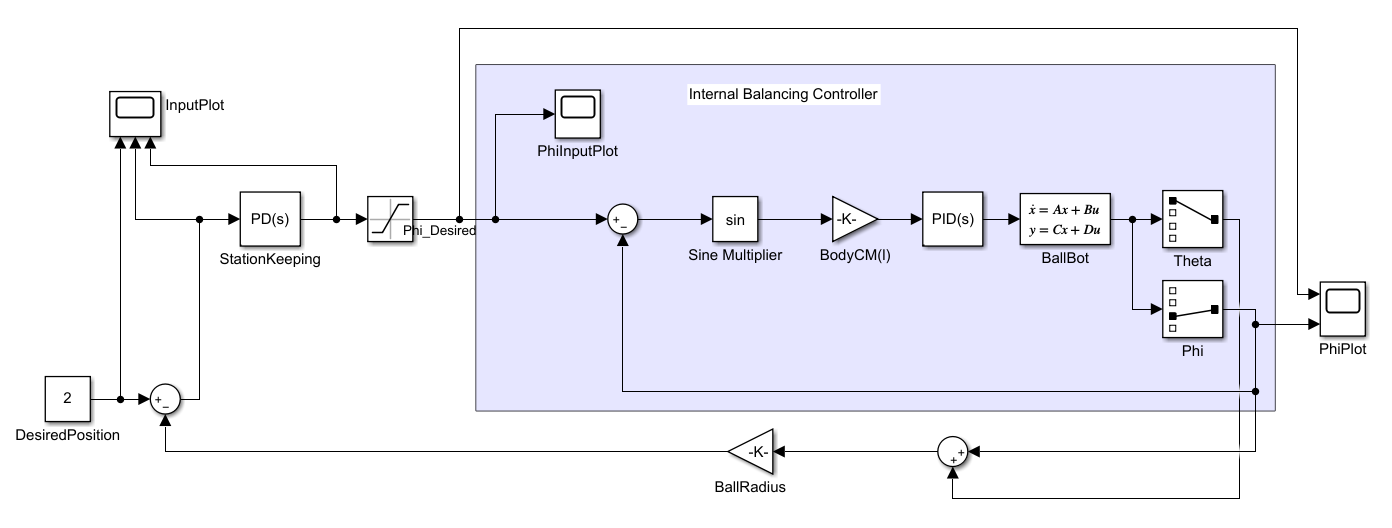 Internal Balancing Controller
InputPlot
PhiInputPlot
PD(s)
StationKeeping
Phi_Desired
+
−
sin
Sine Multiplier
-K-
BodyCM(l)
PID(s)
ẋ = Ax + Bu
y = Cx + Du
BallBot
Theta
Phi
PhiPlot
2
DesiredPosition
+
−
-K-
BallRadius
+
+